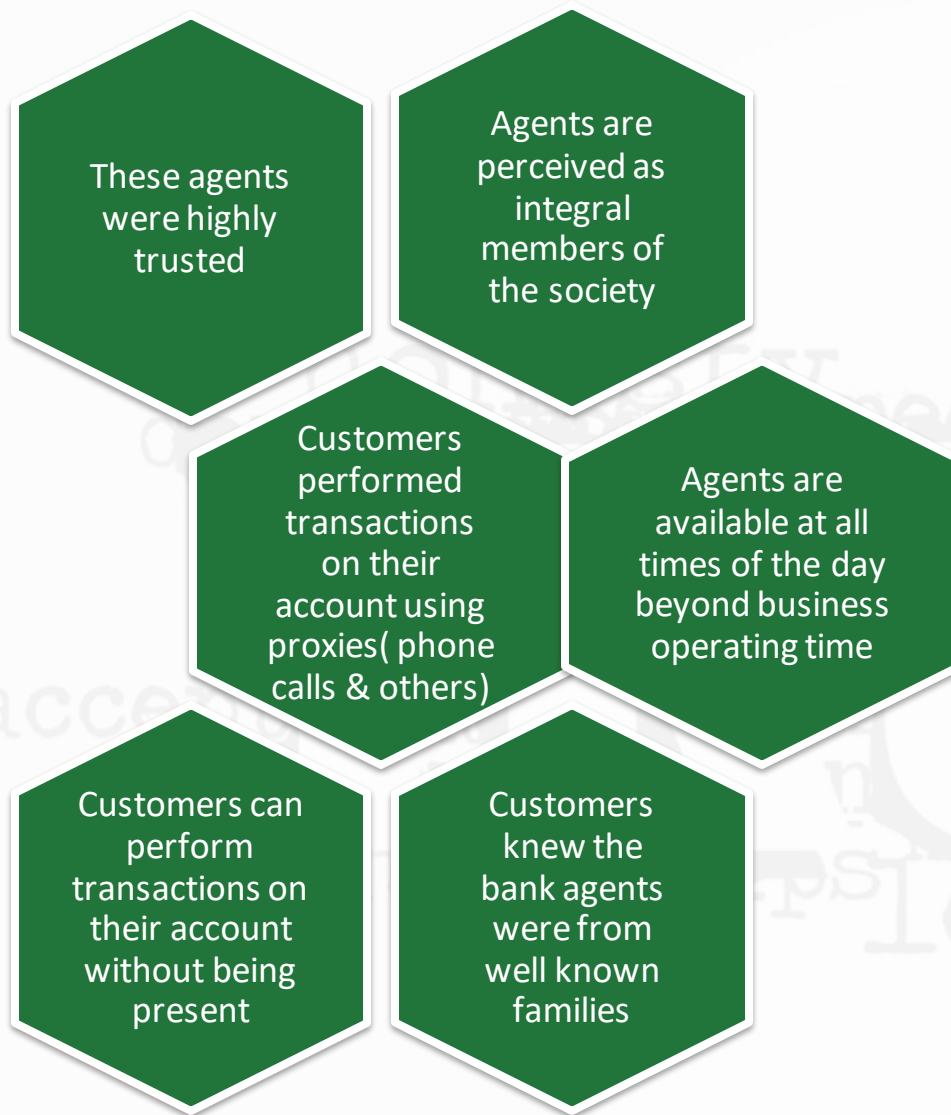 These agents
were highly
trusted
Agents are
perceived as
integral
members of
the society
Customers
performed
transactions
on their
account using
proxies( phone
calls & others)
Agents are
available at all
times of the day
beyond business
operating time
Customers can
perform
transactions on
their account
without being
present
Customers
knew the
bank agents
were from
well known
families